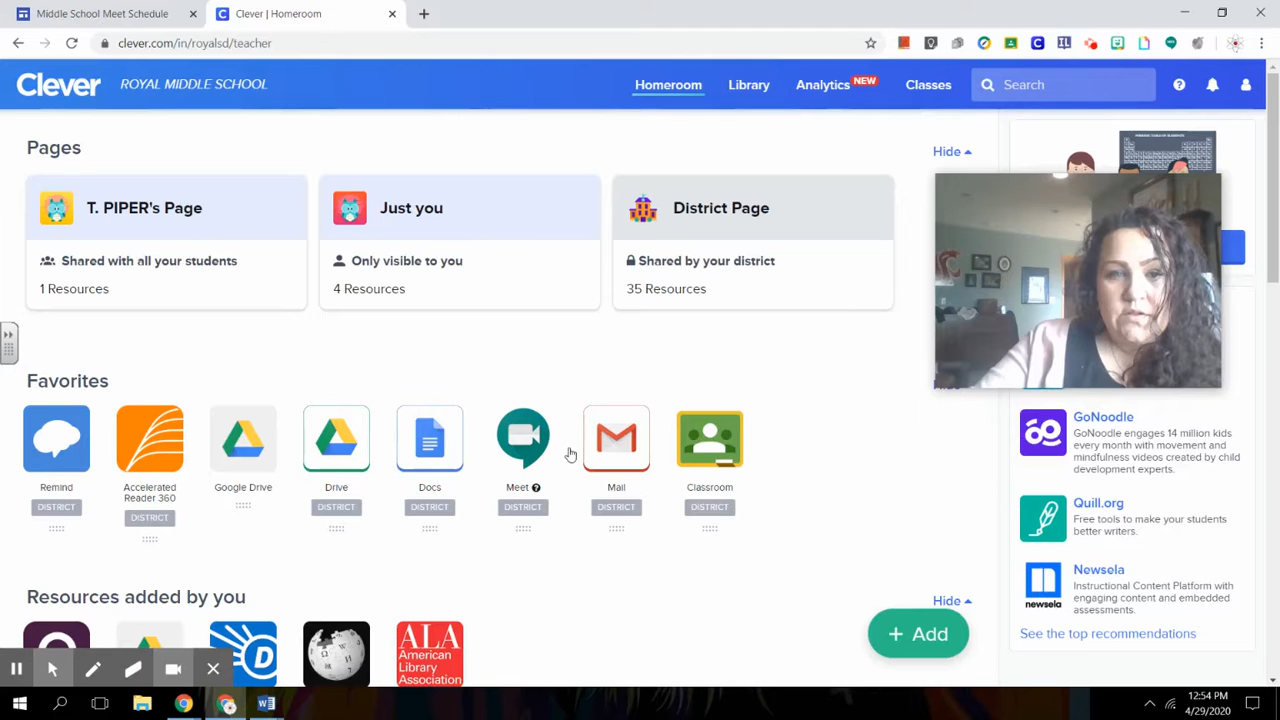 Middle School Meet Schedule
Clever | Homeroom
clever.com/in/royalsd/teacher
Clever
ROYAL MIDDLE SCHOOL
Homeroom
Library
Analytics NEW
Classes
Search
Pages
Hide
T. PIPER's Page
Just you
District Page
Shared with all your students
Only visible to you
Shared by your district
1 Resources
4 Resources
35 Resources
Favorites
Remind
Accelerated Reader 360
Google Drive
Drive
Docs
Meet
Mail
Classroom
DISTRICT
DISTRICT
DISTRICT
DISTRICT
DISTRICT
DISTRICT
DISTRICT
GoNoodle
GoNoodle engages 14 million kids
every month with movement and
mindfulness videos created by child
development experts.
Quill.org
Free tools to make your students
better writers.
Newsela
newsela
Instructional Content Platform with
engaging content and embedded
assessments.
See the top recommendations
Resources added by you
Hide
+ Add
ALA
American
Library
Association
12:54 PM
4/29/2020